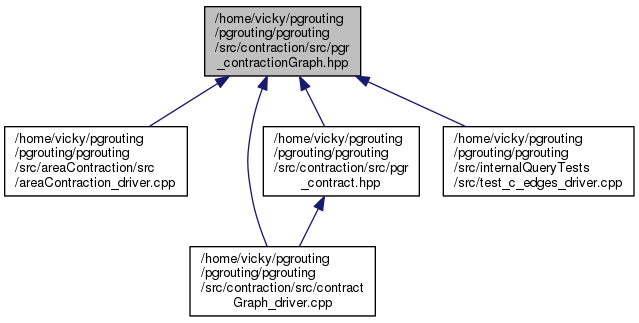 /home/vicky/pgrouting
/pgrouting/pgrouting
/src/contraction/src/pgr
_contractionGraph.hpp
/home/vicky/pgrouting
/pgrouting/pgrouting
/src/areaContraction/src
/areaContraction_driver.cpp
/home/vicky/pgrouting
/pgrouting/pgrouting
/src/contraction/src/pgr
_contract.hpp
/home/vicky/pgrouting
/pgrouting/pgrouting
/src/internalQueryTests
/src/test_c_edges_driver.cpp
/home/vicky/pgrouting
/pgrouting/pgrouting
/src/contraction/src/contract
Graph_driver.cpp